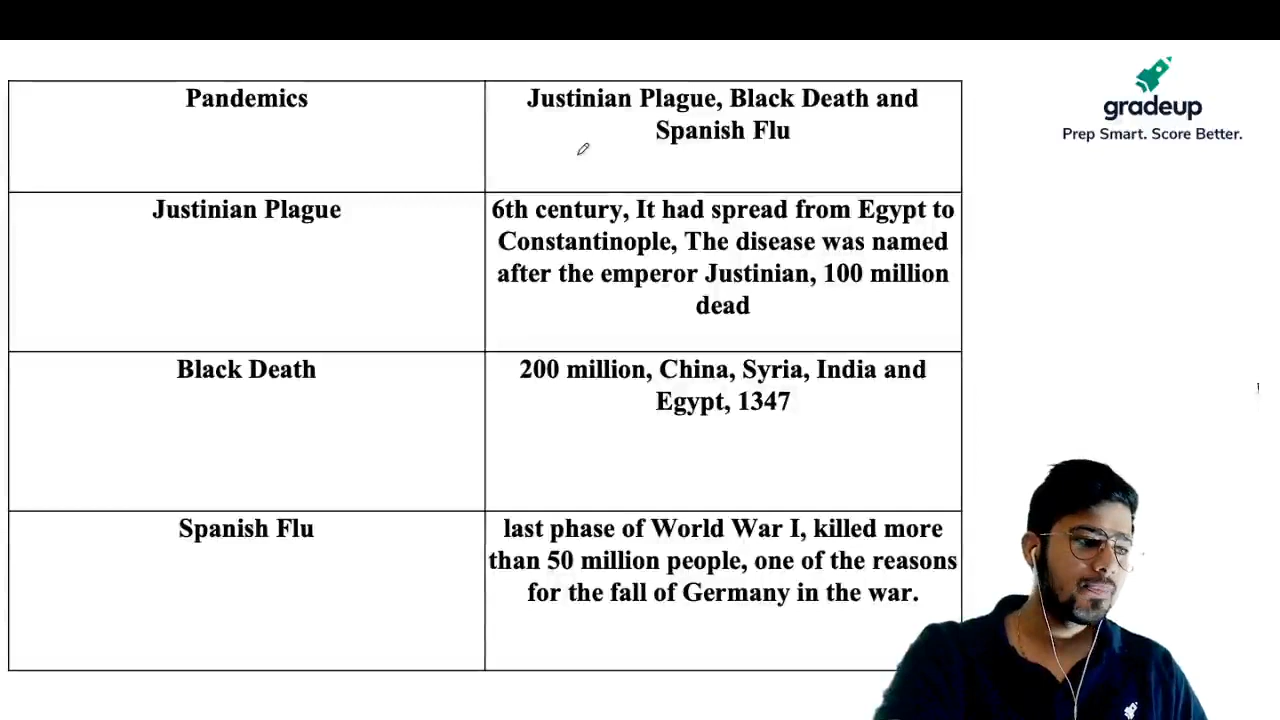 Pandemics
Justinian Plague, Black Death and
Spanish Flu
gradeup
Prep Smart. Score Better.
Justinian Plague
6th century, It had spread from Egypt to
Constantinople, The disease was named
after the emperor Justinian, 100 million
dead
Black Death
200 million, China, Syria, India and
Egypt, 1347
Spanish Flu
last phase of World War I, killed more
than 50 million people, one of the reasons
for the fall of Germany in the war.